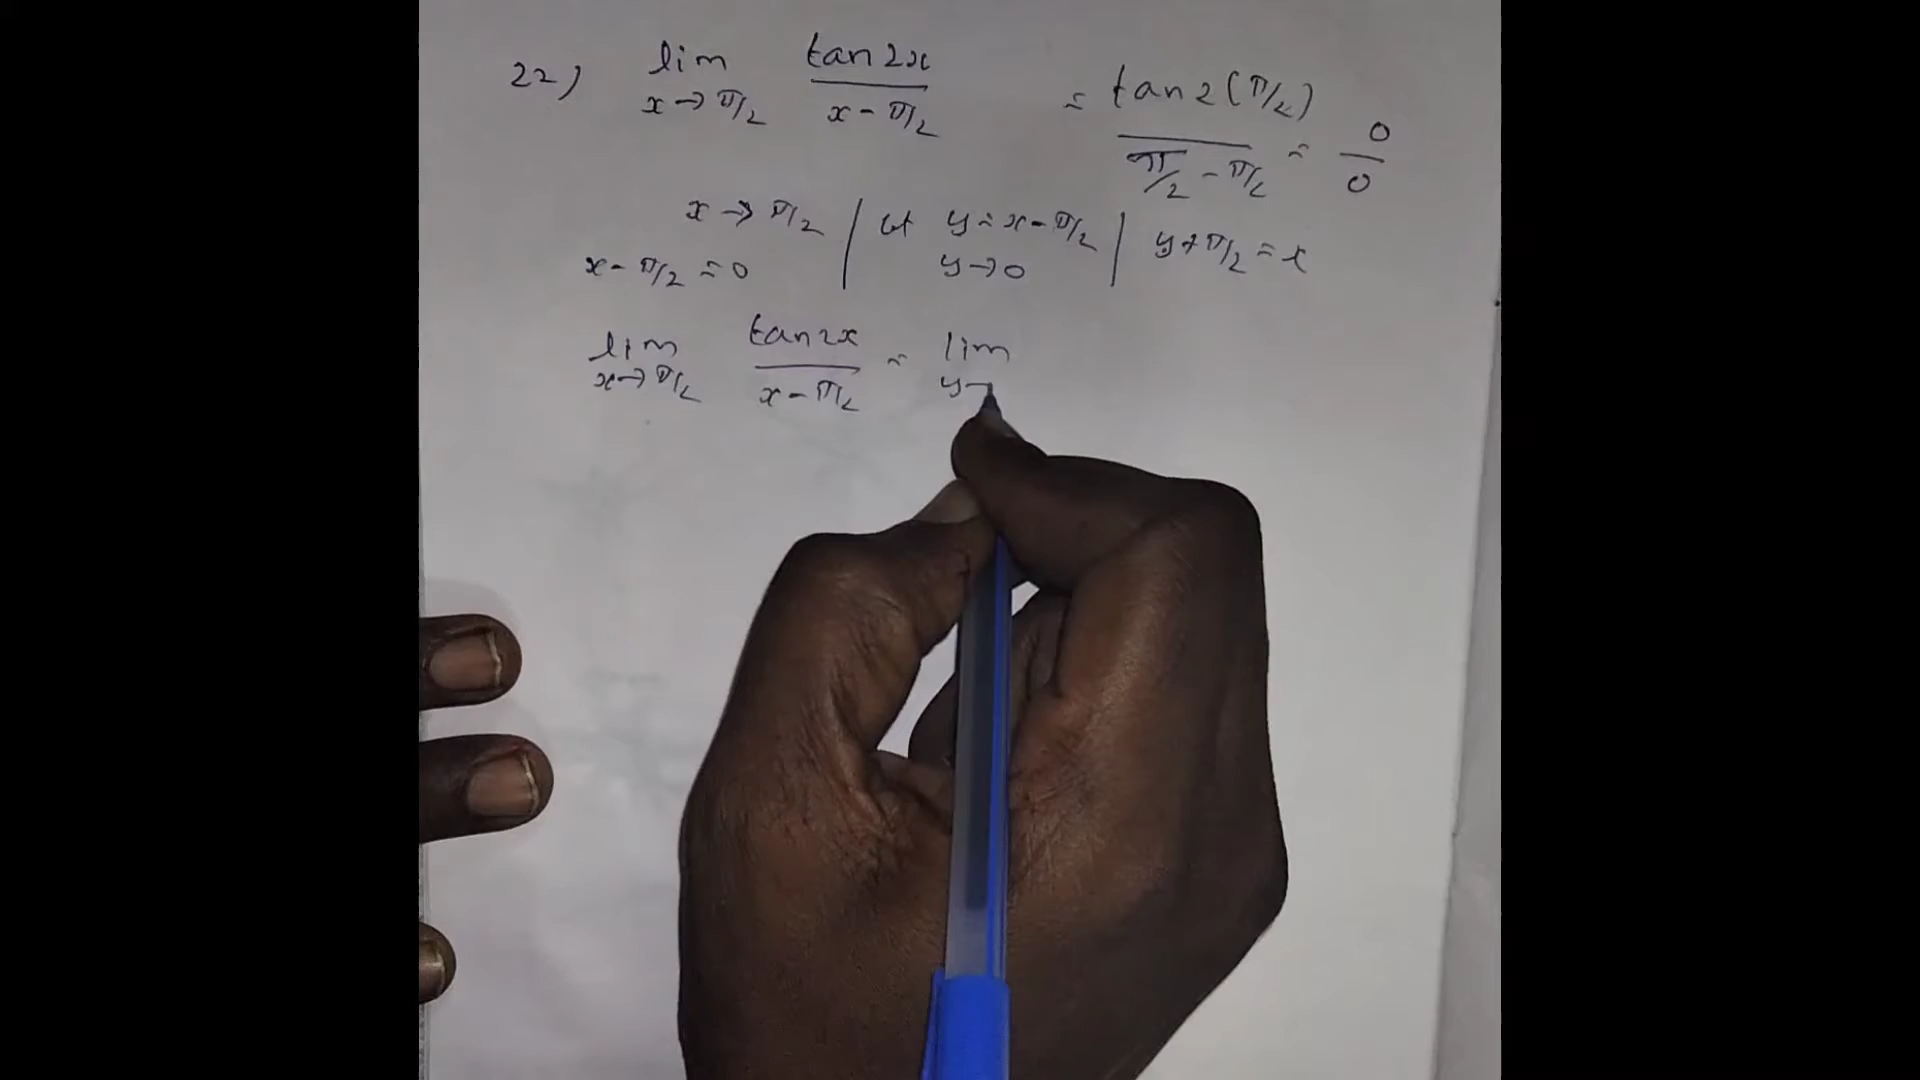 22) lim x→π/2 tan2x / x - π/2 = tan2(π/2) / π/2 - π/2 = 0/0
x → π/2 | let y = x - π/2 | y + π/2 = x
x - π/2 = 0 | y → 0
lim x→π/2 tan2x / x - π/2 = lim y→